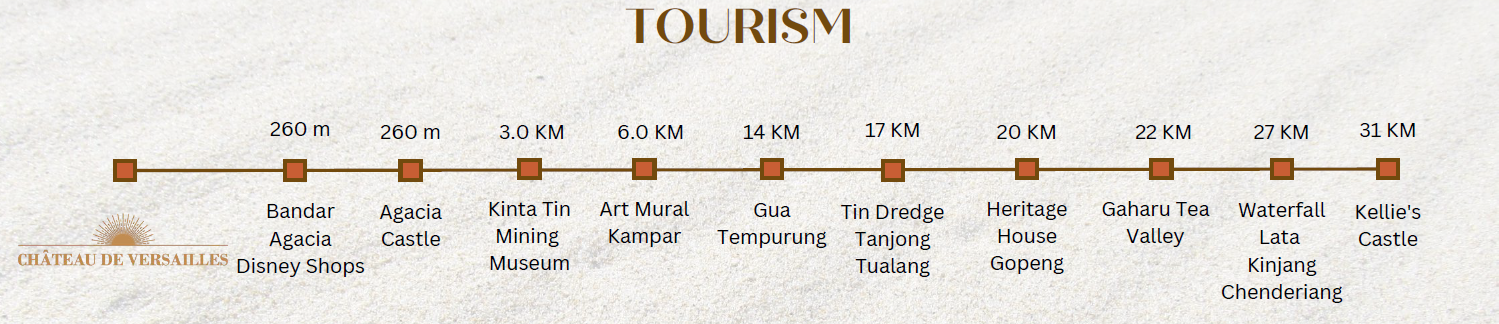 TOURISM
260 m
260 m
3.0 KM
6.0 KM
14 KM
17 KM
20 KM
22 KM
27 KM
31 KM
CHÂTEAU DE VERSAILLES
Bandar
Agacia
Disney Shops
Agacia
Castle
Kinta Tin
Mining
Museum
Art Mural
Kampar
Gua
Tempurung
Tin Dredge
Tanjong
Tualang
Heritage
House
Gopeng
Gaharu Tea
Valley
Waterfall
Lata
Kinjang
Chenderiang
Kellie's
Castle